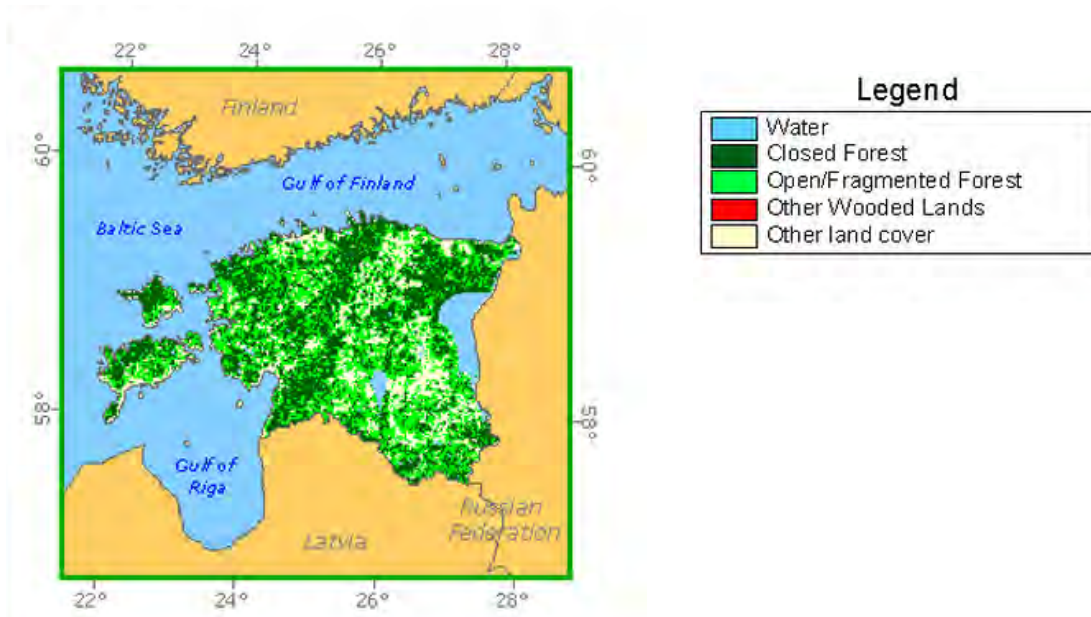 22° 24° 26° 28°
Finland
60°
60°
Gulf of Finland
Baltic Sea
58°
58°
Gulf of
Riga
Russian
Federation
Latvia
22° 24° 26° 28°
Legend
Water
Closed Forest
Open/Fragmented Forest
Other Wooded Lands
Other land cover